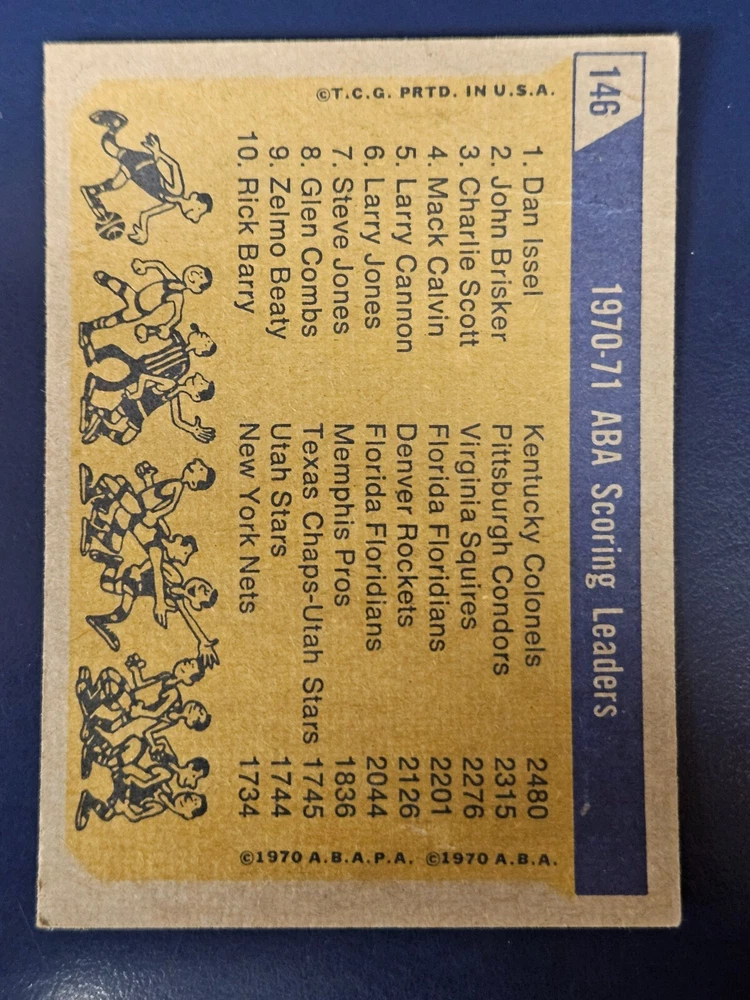 146
1970-71 ABA Scoring Leaders
1. Dan Issel Kentucky Colonels 2480
2. John Brisker Pittsburgh Condors 2315
3. Charlie Scott Virginia Squires 2276
4. Mack Calvin Florida Floridians 2201
5. Larry Cannon Denver Rockets 2126
6. Larry Jones Florida Floridians 2044
7. Steve Jones Memphis Pros 1836
8. Glen Combs Texas Chaps-Utah Stars 1745
9. Zelmo Beaty Utah Stars 1744
10. Rick Barry New York Nets 1734
©T.C.G. PRTD. IN U.S.A.
©1970 A.B.A.P.A. ©1970 A.B.A.